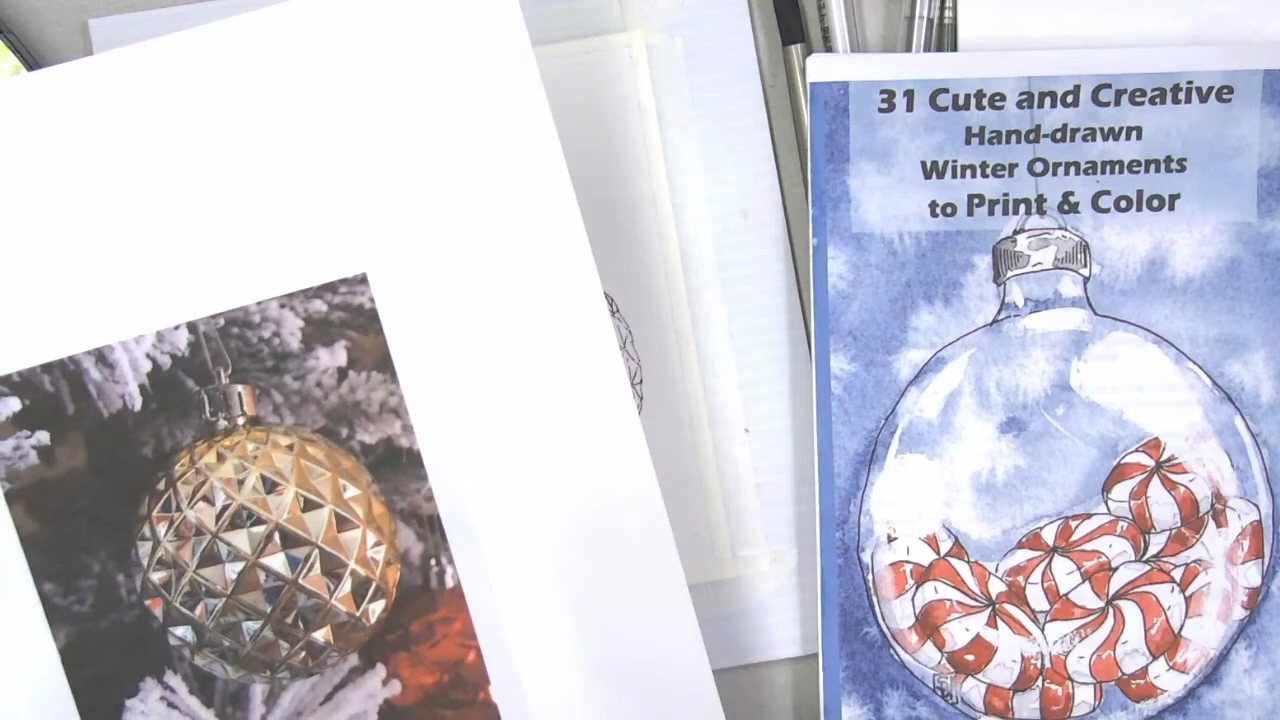 31 Cute and Creative
Hand-drawn
Winter Ornaments
to Print & Color